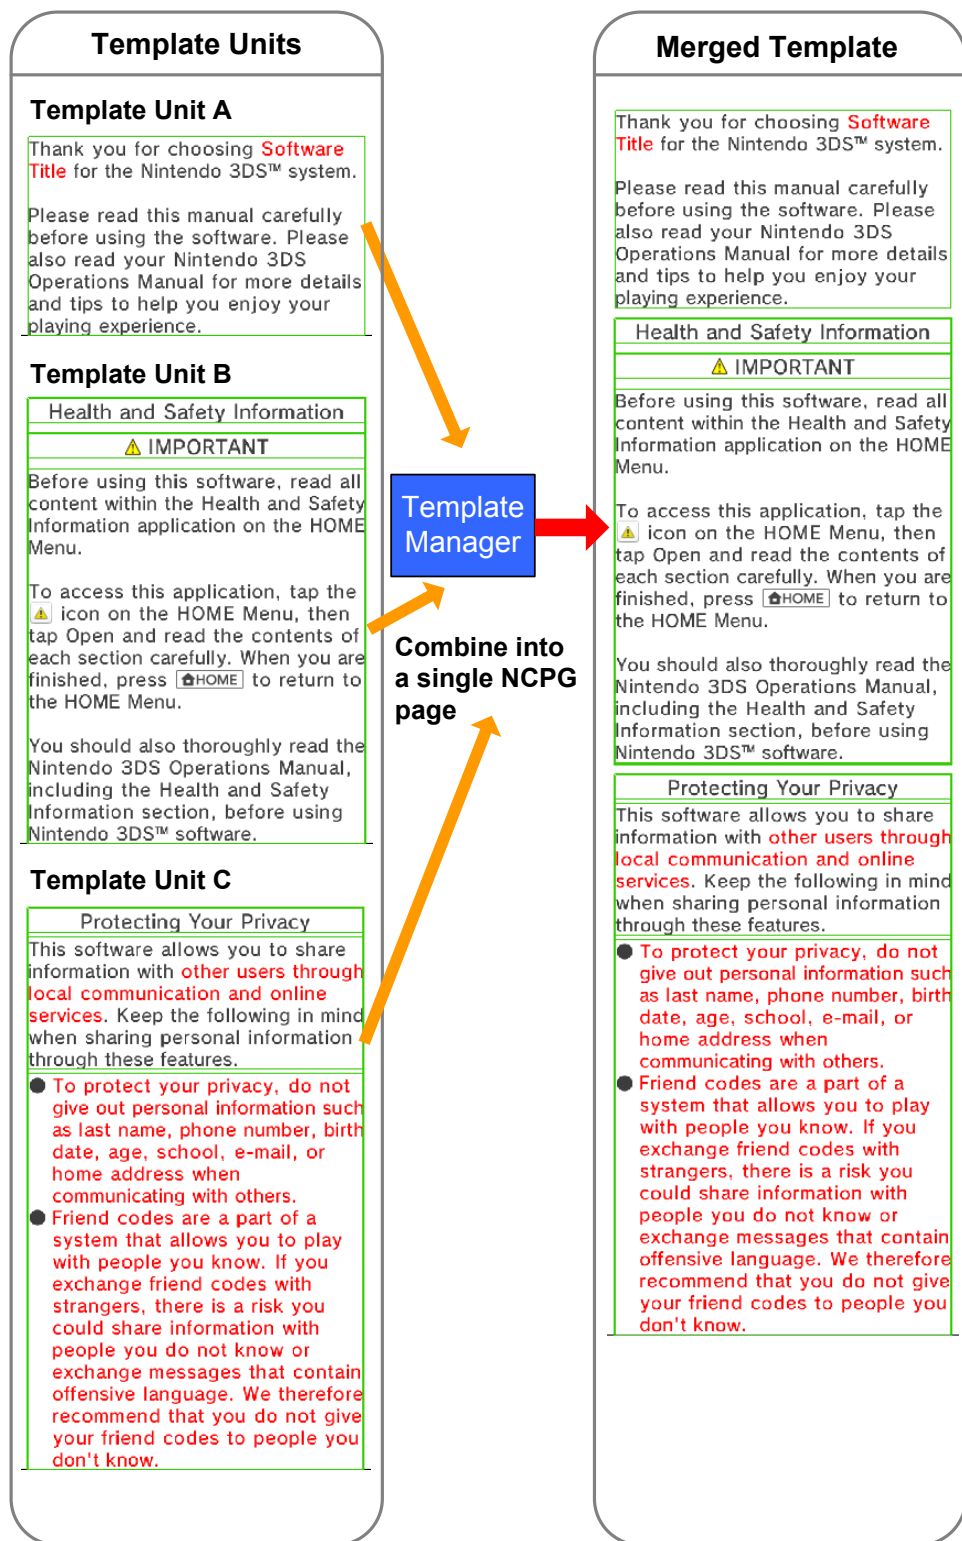 Template Units
Template Unit A
Thank you for choosing Software
Title for the Nintendo 3DS™ system.
Please read this manual carefully
before using the software. Please
also read your Nintendo 3DS
Operations Manual for more details
and tips to help you enjoy your
playing experience.
Template Unit B
Health and Safety Information
IMPORTANT
Before using this software, read all
content within the Health and Safety
Information application on the HOME
Menu.
To access this application, tap the
icon on the HOME Menu, then
tap Open and read the contents of
each section carefully. When you are
finished, press HOME to return to
the HOME Menu.
You should also thoroughly read the
Nintendo 3DS Operations Manual,
including the Health and Safety
Information section, before using
Nintendo 3DS™ software.
Template Unit C
Protecting Your Privacy
This software allows you to share
information with other users through
local communication and online
services. Keep the following in mind
when sharing personal information
through these features.
● To protect your privacy, do not
give out personal information such
as last name, phone number, birth
date, age, school, e-mail, or
home address when
communicating with others.
● Friend codes are a part of a
system that allows you to play
with people you know. If you
exchange friend codes with
strangers, there is a risk you
could share information with
people you do not know or
exchange messages that contain
offensive language. We therefore
recommend that you do not give
your friend codes to people you
don't know.
Template
Manager
Combine into
a single NCPG
page
Merged Template
Thank you for choosing Software
Title for the Nintendo 3DS™ system.
Please read this manual carefully
before using the software. Please
also read your Nintendo 3DS
Operations Manual for more details
and tips to help you enjoy your
playing experience.
Health and Safety Information
IMPORTANT
Before using this software, read all
content within the Health and Safety
Information application on the HOME
Menu.
To access this application, tap the
icon on the HOME Menu, then
tap Open and read the contents of
each section carefully. When you are
finished, press HOME to return to
the HOME Menu.
You should also thoroughly read the
Nintendo 3DS Operations Manual,
including the Health and Safety
Information section, before using
Nintendo 3DS™ software.
Protecting Your Privacy
This software allows you to share
information with other users through
local communication and online
services. Keep the following in mind
when sharing personal information
through these features.
● To protect your privacy, do not
give out personal information such
as last name, phone number, birth
date, age, school, e-mail, or
home address when
communicating with others.
● Friend codes are a part of a
system that allows you to play
with people you know. If you
exchange friend codes with
strangers, there is a risk you
could share information with
people you do not know or
exchange messages that contain
offensive language. We therefore
recommend that you do not give
your friend codes to people you
don't know.